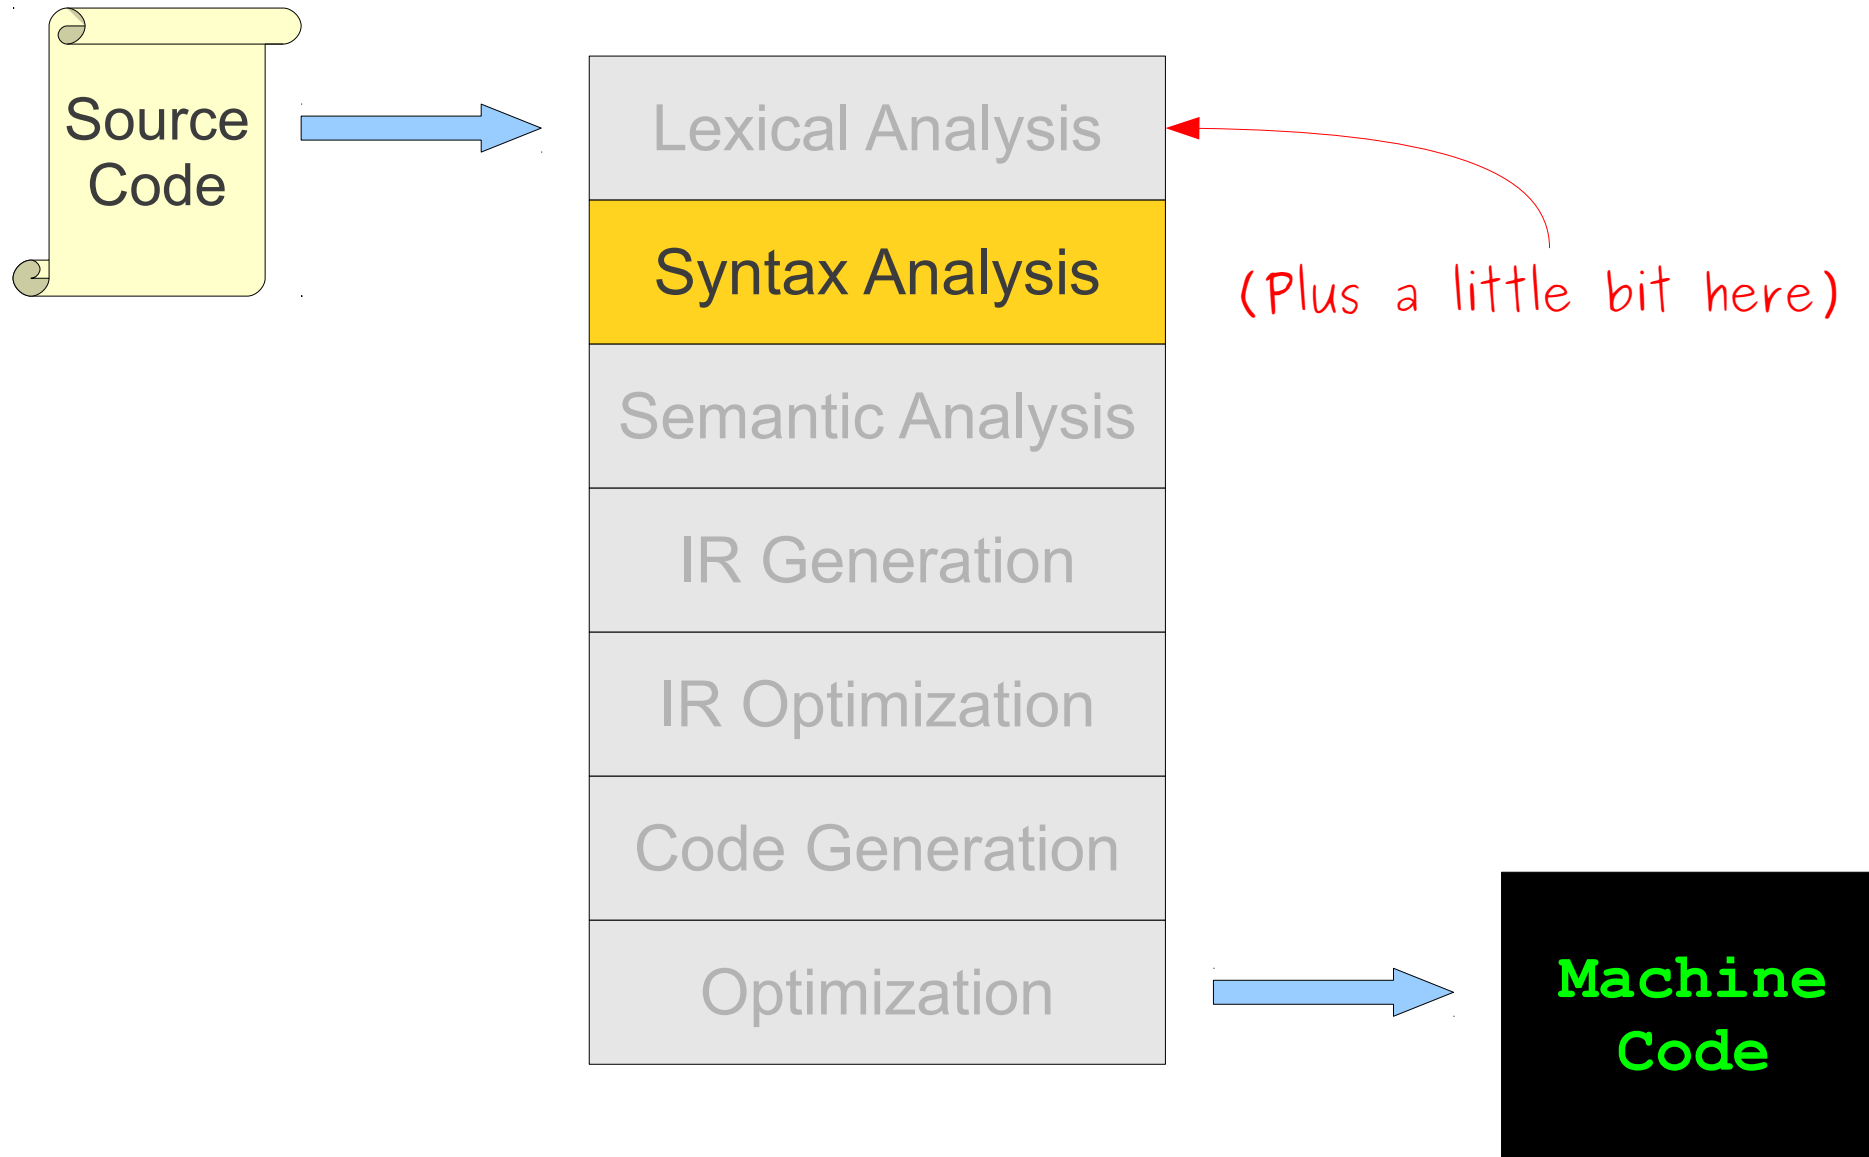 Source
Code
Lexical Analysis
Syntax Analysis
(Plus a little bit here)
Semantic Analysis
IR Generation
IR Optimization
Code Generation
Optimization
Machine
Code